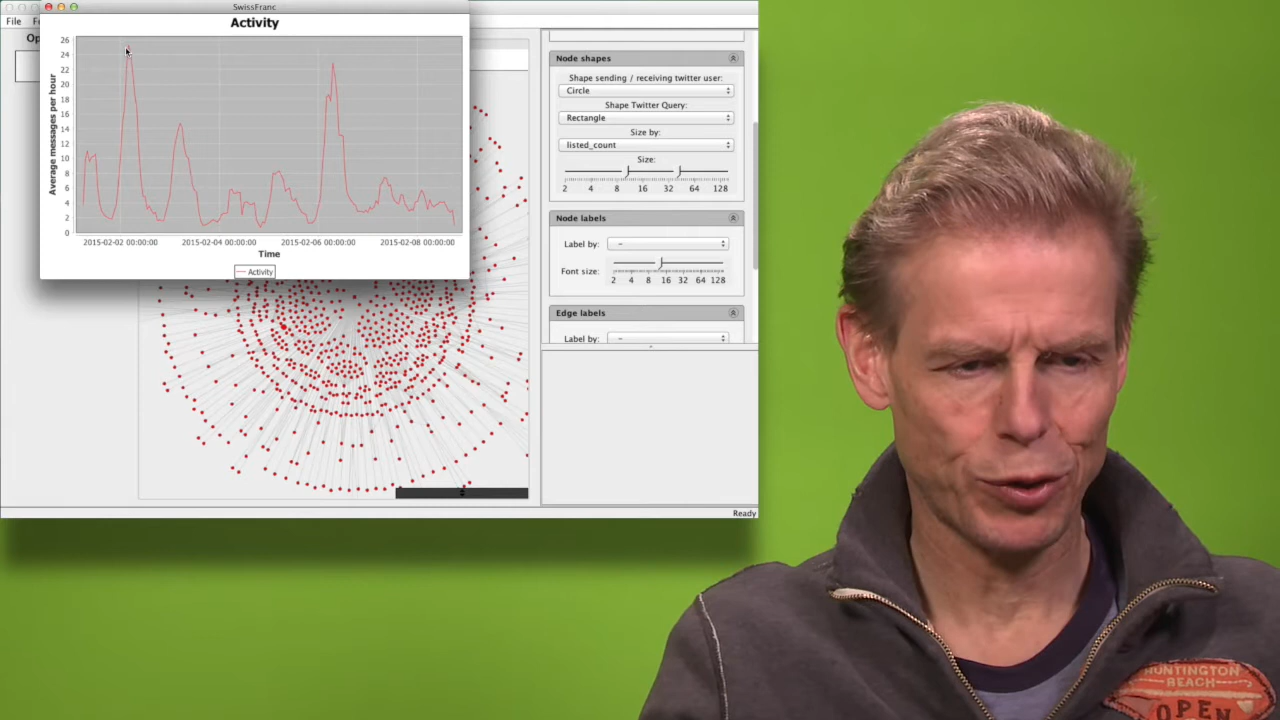 SwissFranc
File
Activity
Op
26
24
22
20
18
16
14
12
10
8
6
4
2
0
Average messages per hour
2015-02-02 00:00:00 2015-02-04 00:00:00 2015-02-06 00:00:00 2015-02-08 00:00:00
Time
Activity
Node shapes
Shape sending / receiving twitter user:
Circle
Shape Twitter Query:
Rectangle
Size by:
listed_count
Size:
2 4 8 16 32 64 128
Node labels
Label by: -
Font size:
2 4 8 16 32 64 128
Edge labels
Label by: -
Ready
HUNTINGTON
BEACH
OPEN